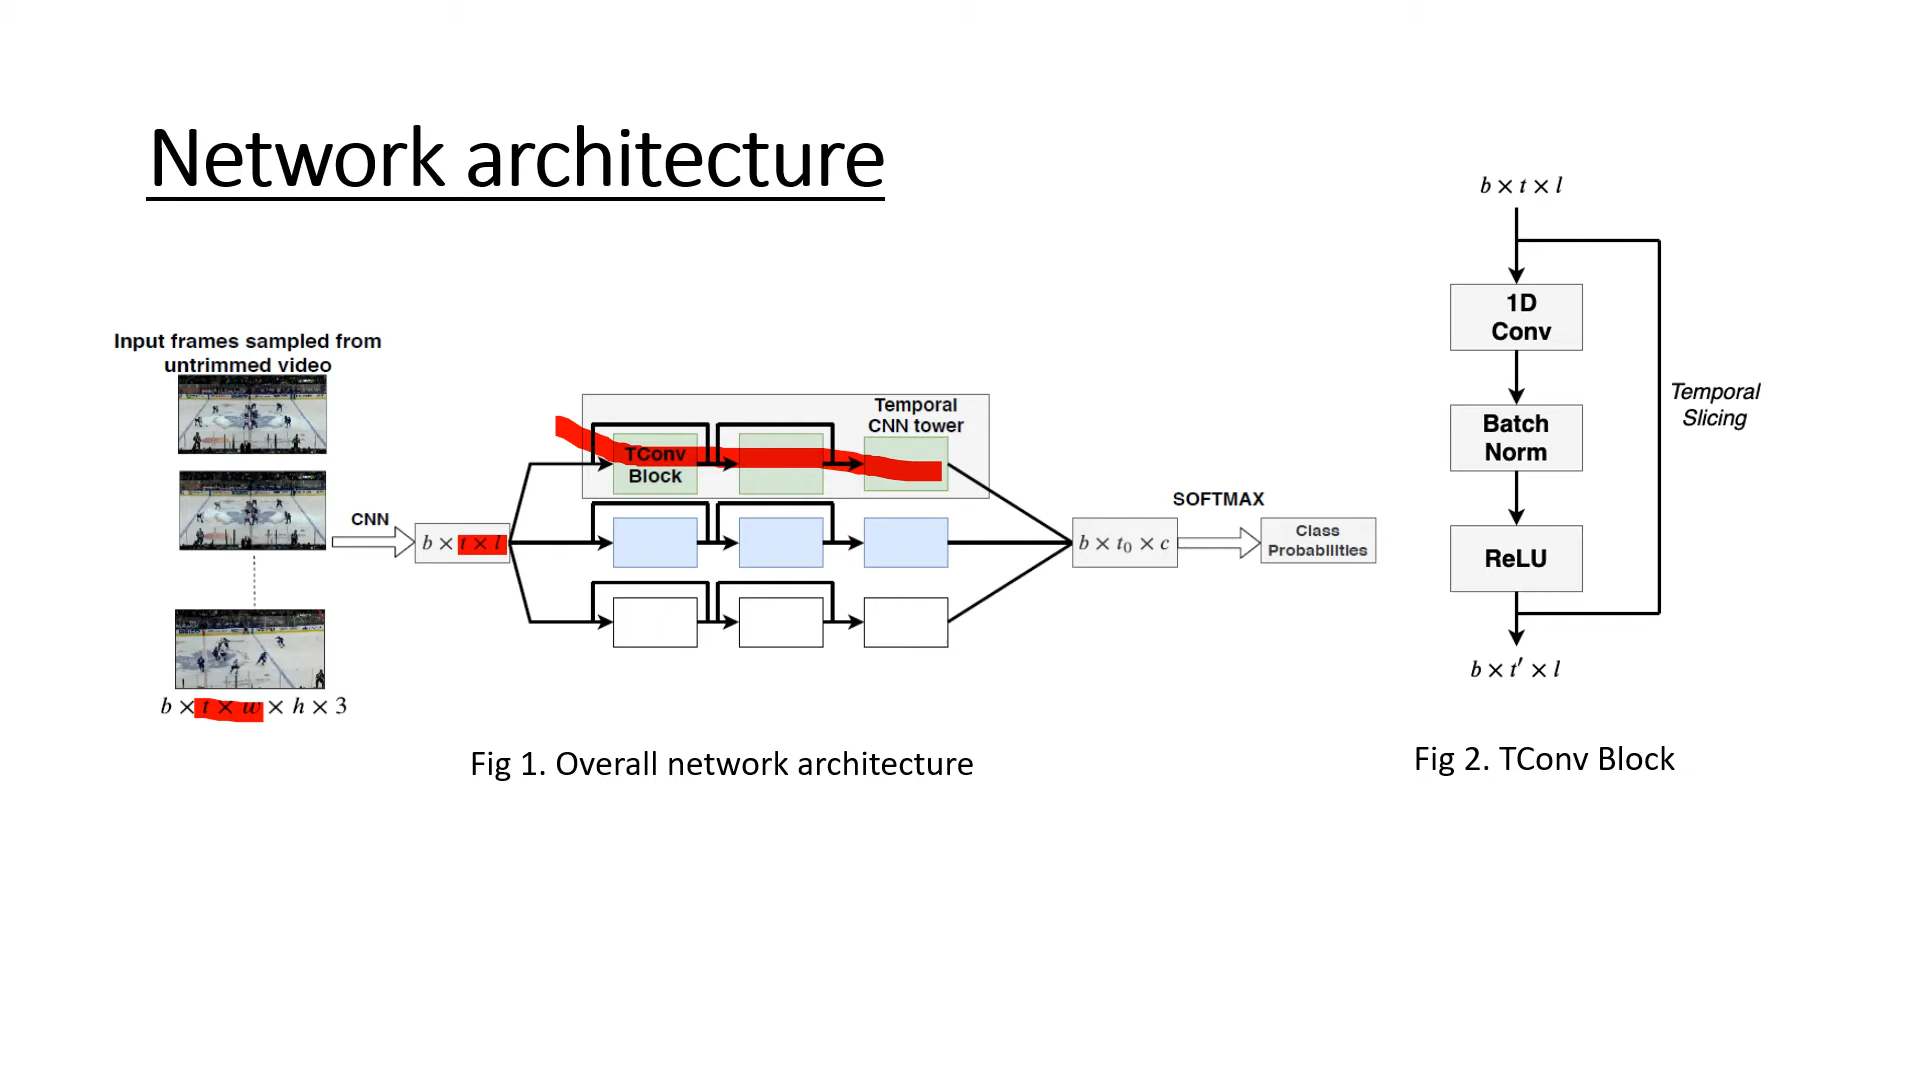 Network architecture
Input frames sampled from
untrimmed video
b × t × w × h × 3
CNN
b × t × l
Temporal
CNN tower
TConv
Block
b × t₀ × c
SOFTMAX
Class
Probabilities
Fig 1. Overall network architecture
b × t × l
1D
Conv
Batch
Norm
ReLU
Temporal
Slicing
b × t′ × l
Fig 2. TConv Block